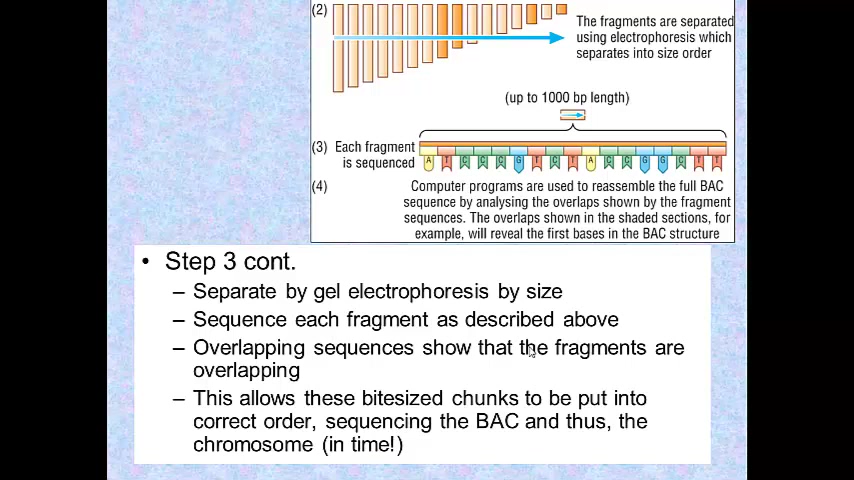 (2)
The fragments are separated
using electrophoresis which
separates into size order
(up to 1000 bp length)
(3) Each fragment
is sequenced
A T C C C G T C T A C C G G C T T
(4) Computer programs are used to reassemble the full BAC
sequence by analysing the overlaps shown by the fragment
sequences. The overlaps shown in the shaded sections, for
example, will reveal the first bases in the BAC structure
• Step 3 cont.
– Separate by gel electrophoresis by size
– Sequence each fragment as described above
– Overlapping sequences show that the fragments are
overlapping
– This allows these bitesized chunks to be put into
correct order, sequencing the BAC and thus, the
chromosome (in time!)